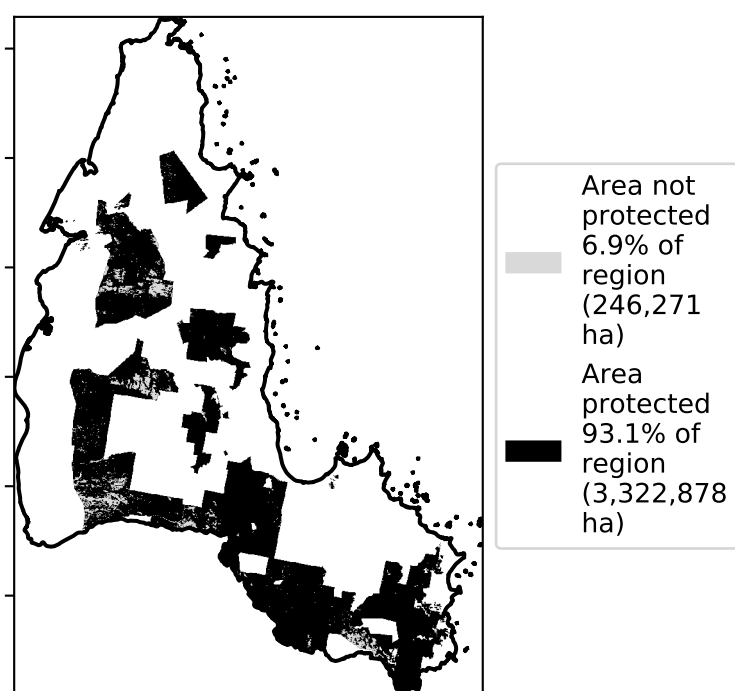 Area not
protected
6.9% of
region
(246,271
ha)
Area
protected
93.1% of
region
(3,322,878
ha)